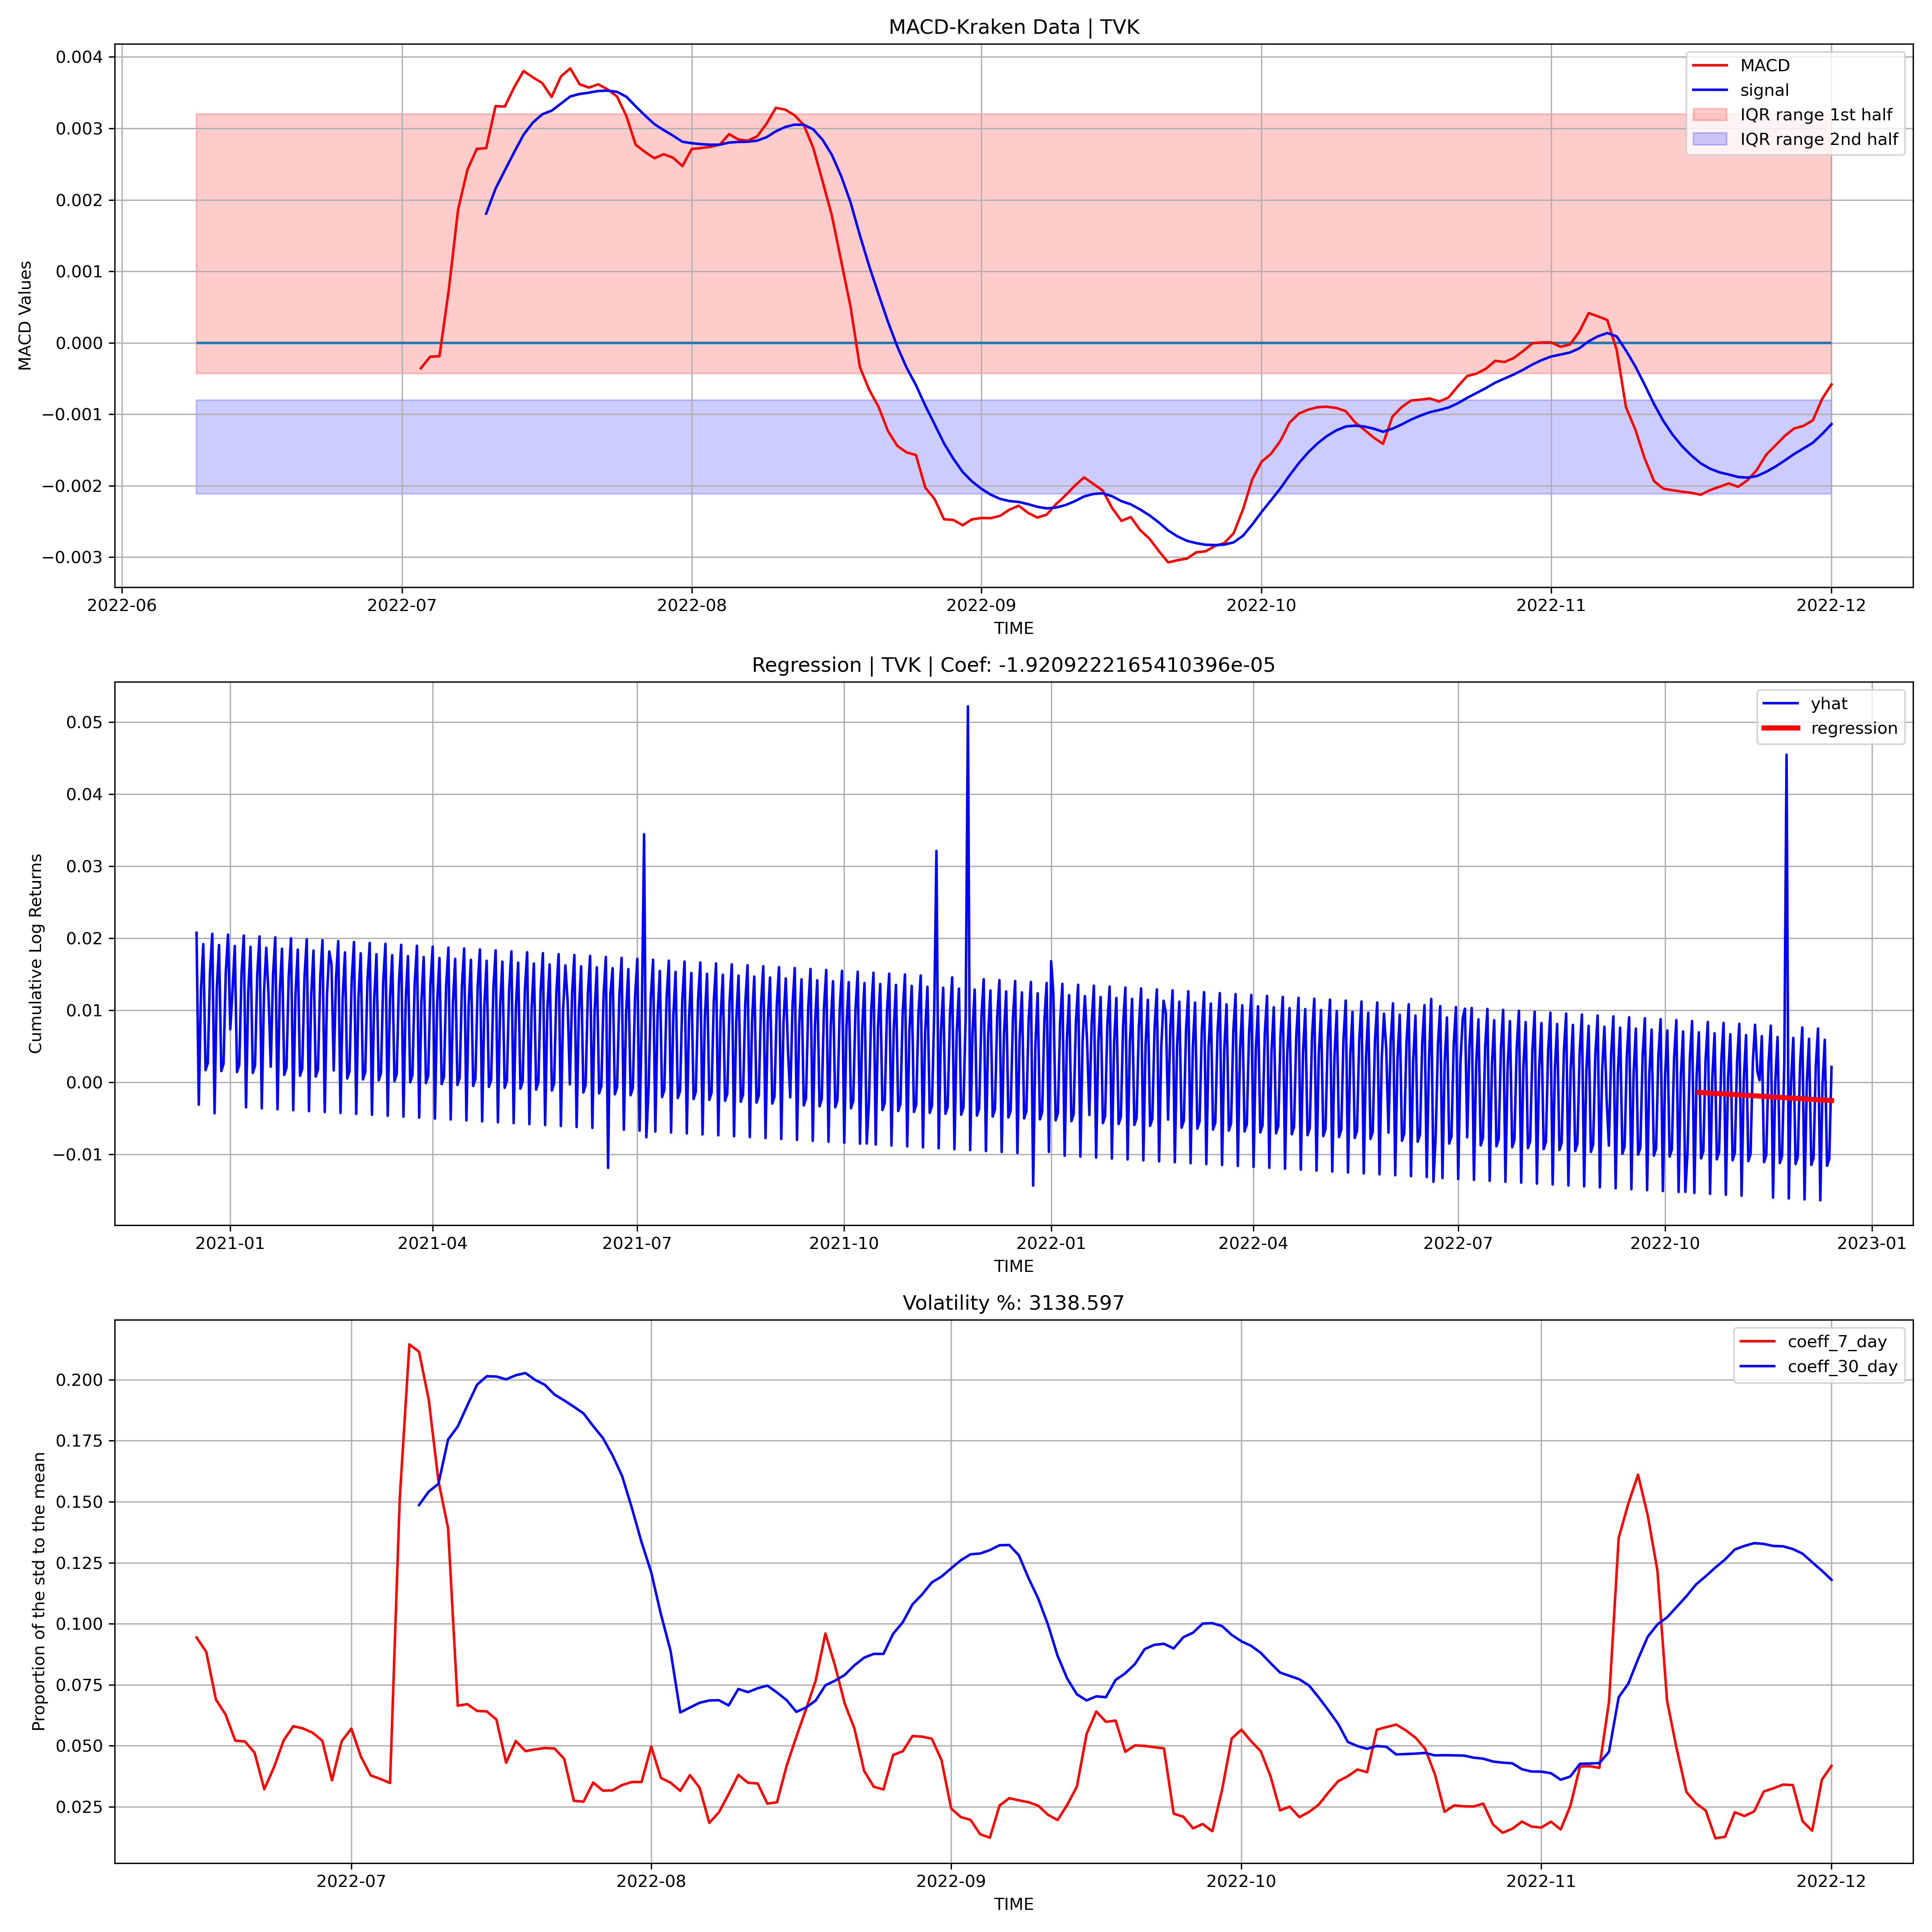 MACD-Kraken Data | TVK
0.004
0.003
0.002
0.001
0.000
−0.001
−0.002
−0.003
MACD Values
MACD
signal
IQR range 1st half
IQR range 2nd half
2022-06 2022-07 2022-08 2022-09 2022-10 2022-11 2022-12
TIME
Regression | TVK | Coef: -1.9209222165410396e-05
0.05
0.04
0.03
0.02
0.01
0.00
−0.01
Cumulative Log Returns
yhat
regression
2021-01 2021-04 2021-07 2021-10 2022-01 2022-04 2022-07 2022-10 2023-01
TIME
Volatility %: 3138.597
0.200
0.175
0.150
0.125
0.100
0.075
0.050
0.025
Proportion of the std to the mean
coeff_7_day
coeff_30_day
2022-07 2022-08 2022-09 2022-10 2022-11 2022-12
TIME